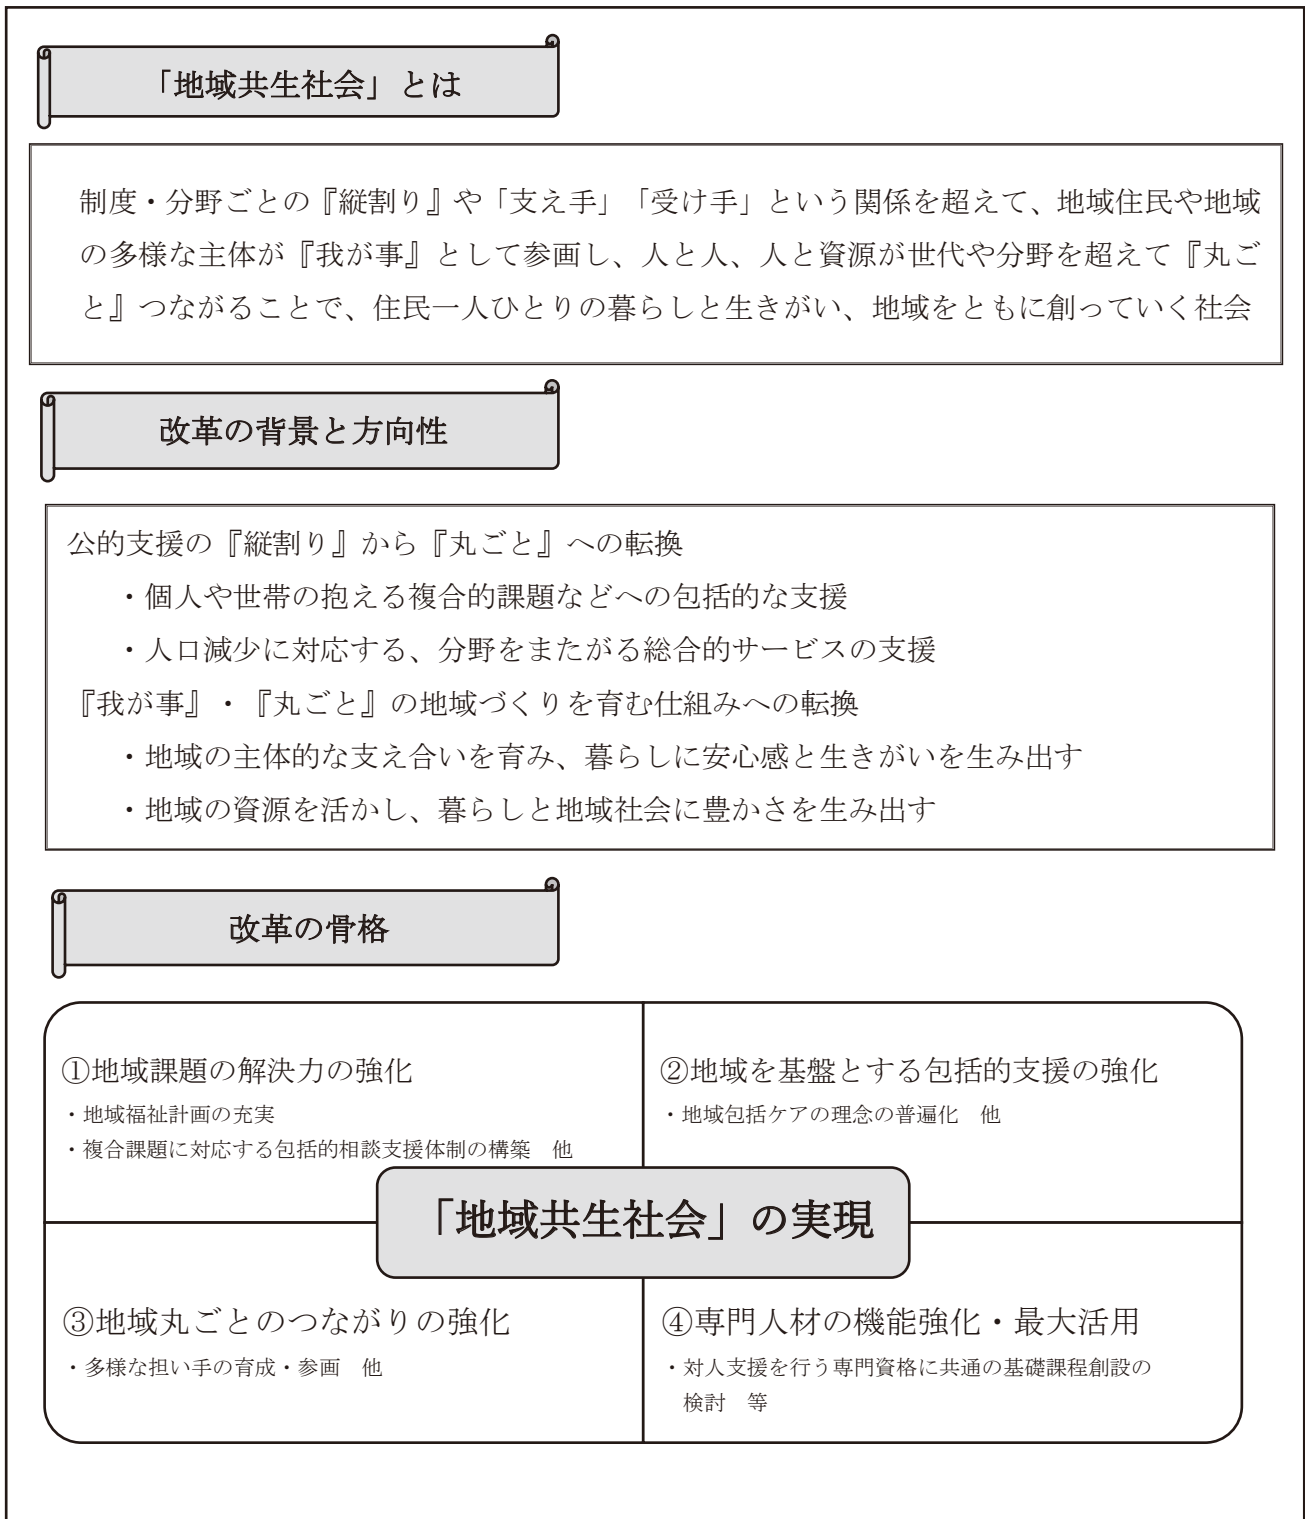 「地域共生社会」とは
制度・分野ごとの『縦割り』や「支え手」「受け手」という関係を超えて、地域住民や地域
の多様な主体が『我が事』として参画し、人と人、人と資源が世代や分野を超えて『丸ご
と』つながることで、住民一人ひとりの暮らしと生きがい、地域をともに創っていく社会
改革の背景と方向性
公的支援の『縦割り』から『丸ごと』への転換
・個人や世帯の抱える複合的課題などへの包括的な支援
・人口減少に対応する、分野をまたがる総合的サービスの支援
『我が事』・『丸ごと』の地域づくりを育む仕組みへの転換
・地域の主体的な支え合いを育み、暮らしに安心感と生きがいを生み出す
・地域の資源を活かし、暮らしと地域社会に豊かさを生み出す
改革の骨格
①地域課題の解決力の強化
・地域福祉計画の充実
・複合課題に対応する包括的相談支援体制の構築　他
②地域を基盤とする包括的支援の強化
・地域包括ケアの理念の普遍化　他
「地域共生社会」の実現
③地域丸ごとのつながりの強化
・多様な担い手の育成・参画　他
④専門人材の機能強化・最大活用
・対人支援を行う専門資格に共通の基礎課程創設の
検討　等